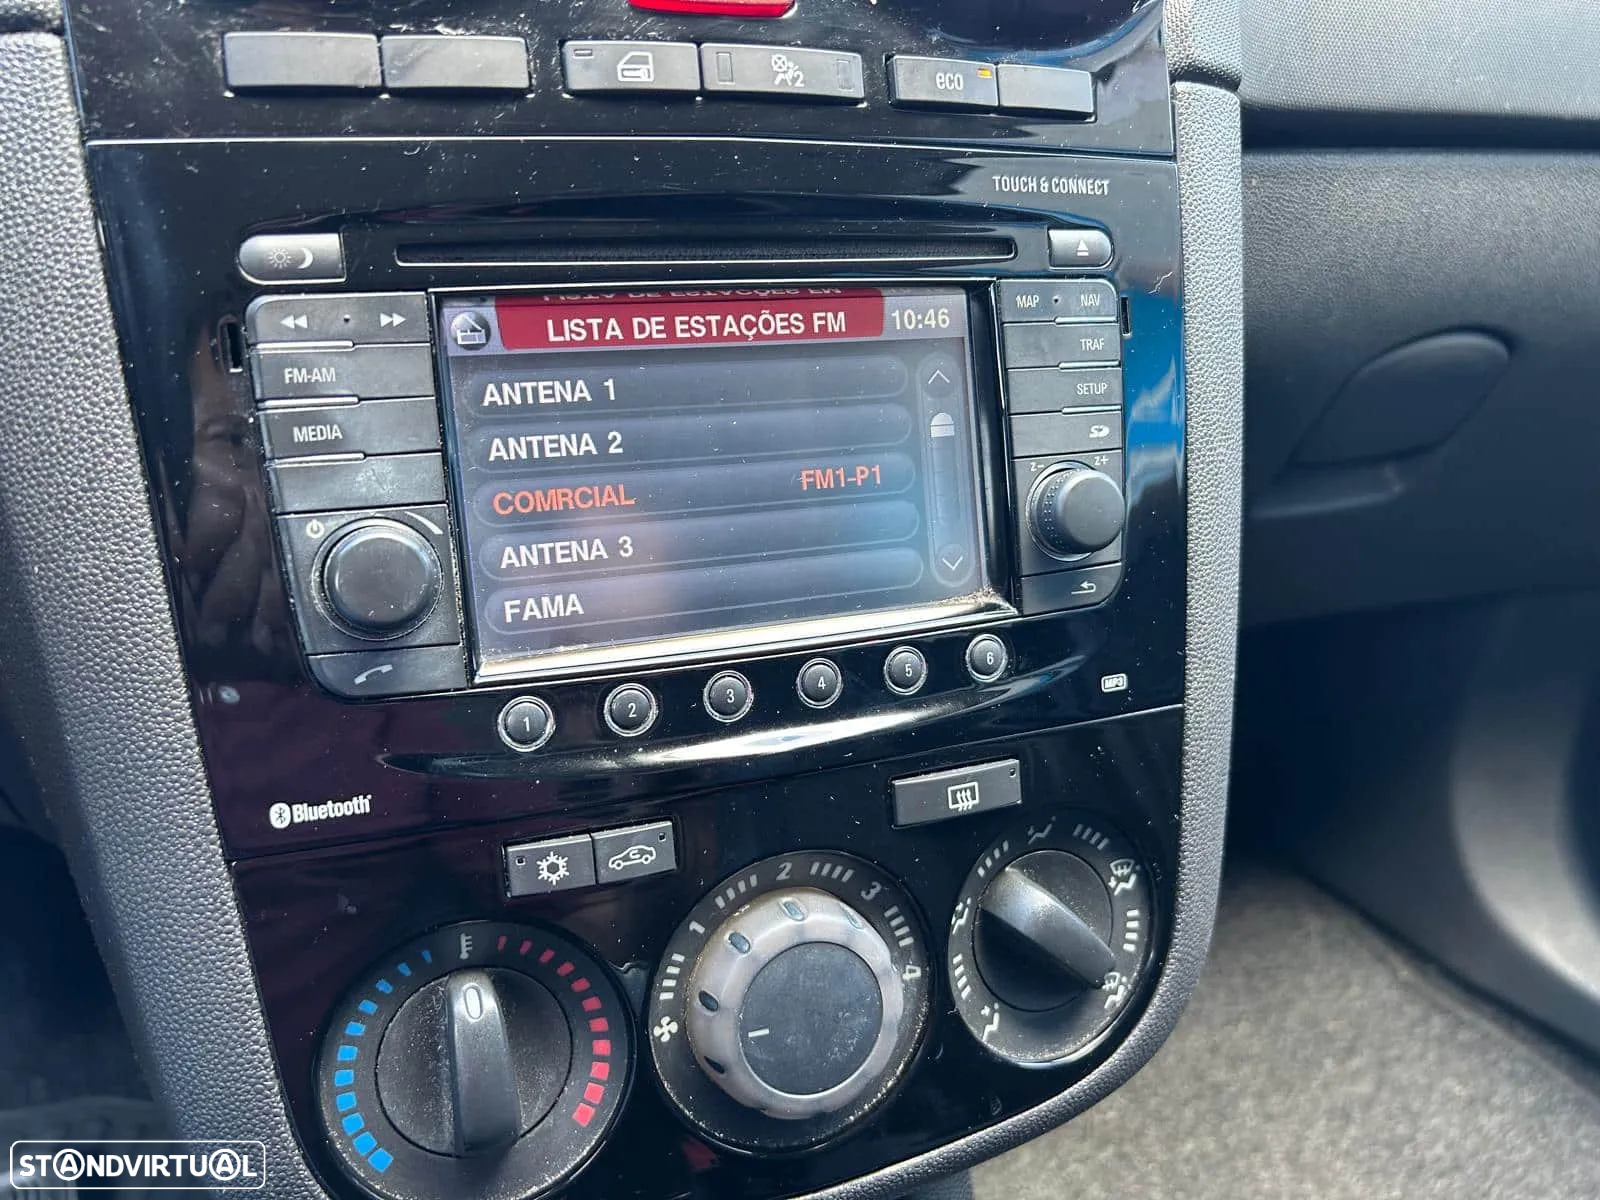 2
eco
TOUCH & CONNECT
FM-AM
MEDIA
LISTA DE ESTAÇÕES FM
10:46
ANTENA 1
ANTENA 2
COMRCIAL FM1-P1
ANTENA 3
FAMA
MAP NAV
TRAF
SETUP
SD
z- z+
1 2 3 4 5 6
MP3
Bluetooth
1 2 3 4
STANDVIRTUAL